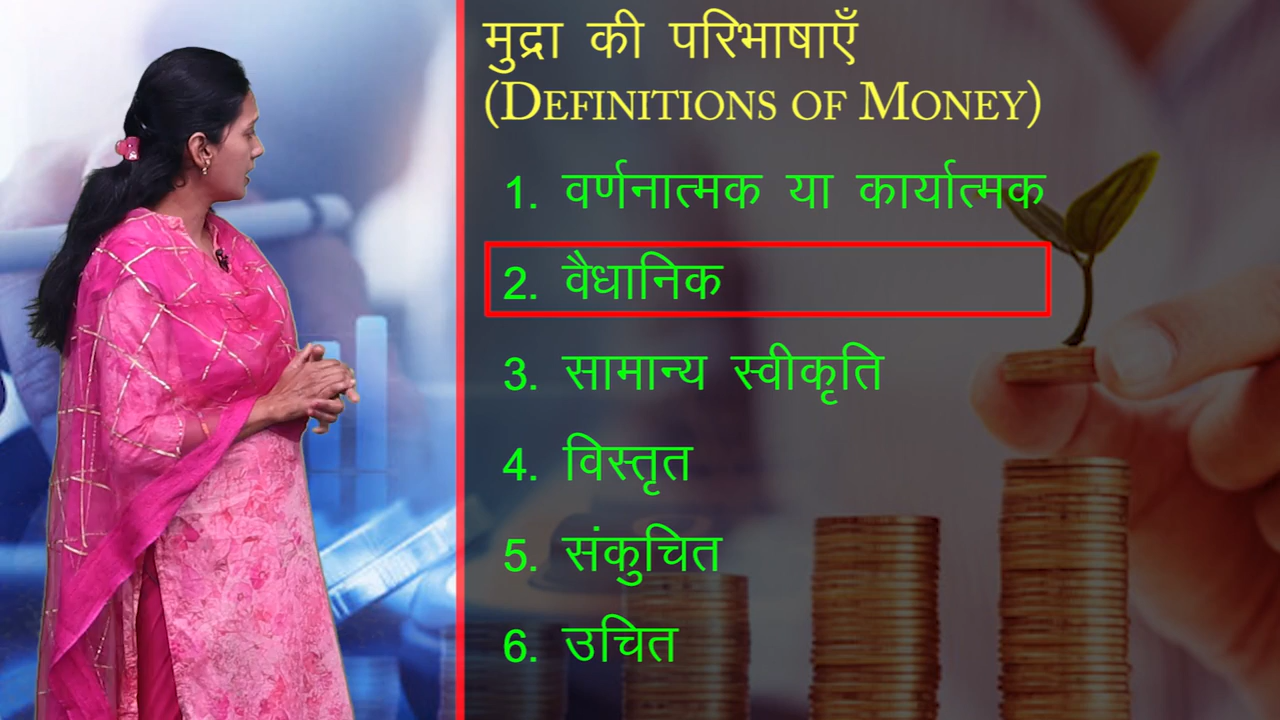 मुद्रा की परिभाषाएँ
(DEFINITIONS OF MONEY)
1. वर्णनात्मक या कार्यात्मक
2. वैधानिक
3. सामान्य स्वीकृति
4. विस्तृत
5. संकुचित
6. उचित